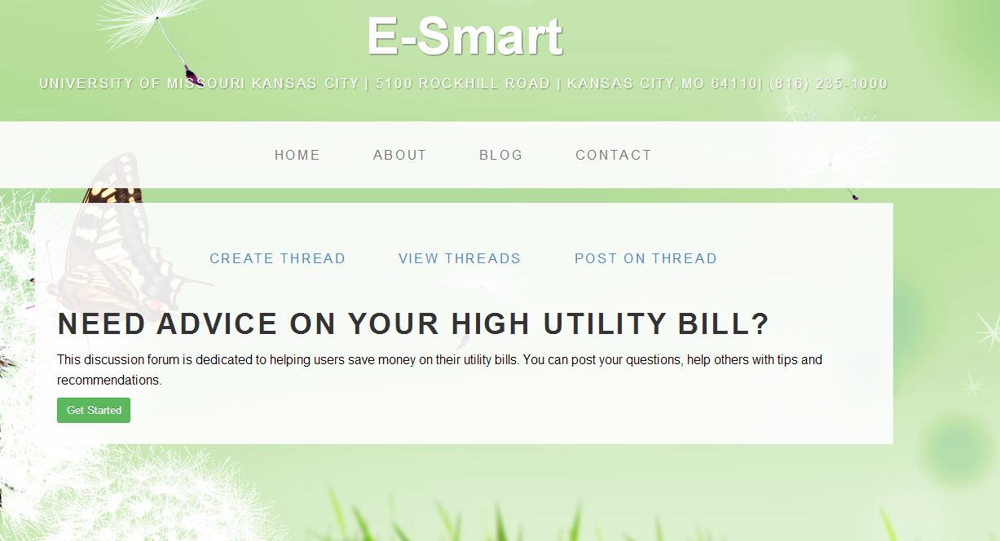 E-Smart
UNIVERSITY OF MISSOURI KANSAS CITY | 5100 ROCKHILL ROAD | KANSAS CITY,MO 64110| (816) 235-1000
HOME ABOUT BLOG CONTACT
CREATE THREAD VIEW THREADS POST ON THREAD
NEED ADVICE ON YOUR HIGH UTILITY BILL?
This discussion forum is dedicated to helping users save money on their utility bills. You can post your questions, help others with tips and
recommendations.
Get Started